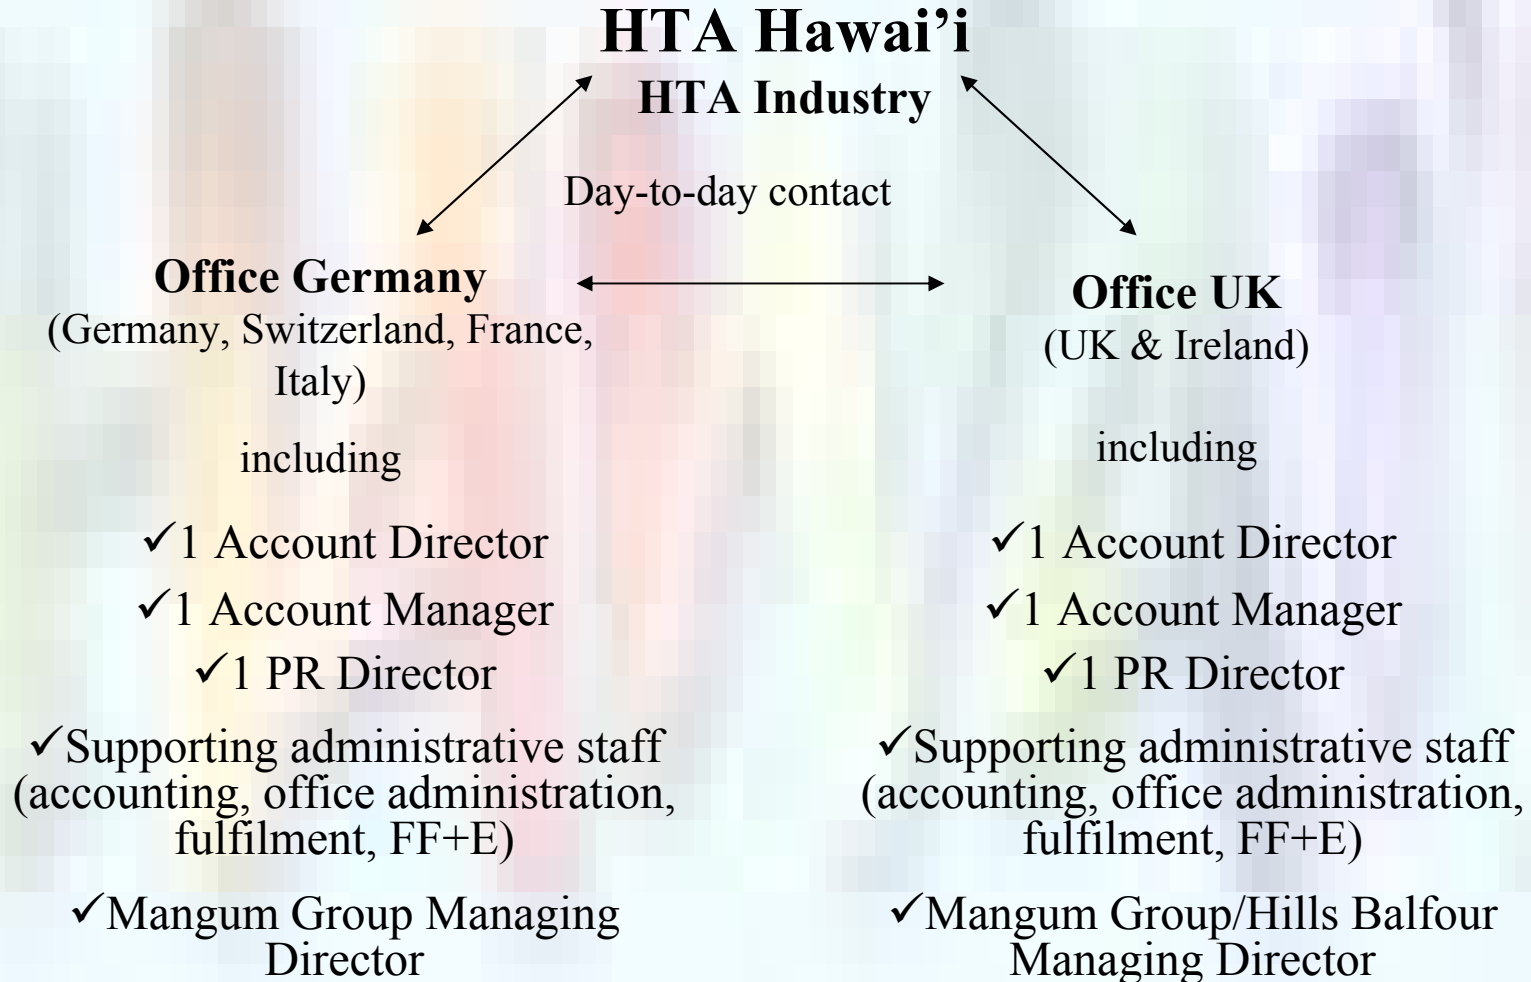 HTA Hawai’i
HTA Industry
Day-to-day contact
Office Germany
(Germany, Switzerland, France,
Italy)
including
✓1 Account Director
✓1 Account Manager
✓1 PR Director
✓Supporting administrative staff
(accounting, office administration,
fulfilment, FF+E)
✓Mangum Group Managing
Director
Office UK
(UK & Ireland)
including
✓1 Account Director
✓1 Account Manager
✓1 PR Director
✓Supporting administrative staff
(accounting, office administration,
fulfilment, FF+E)
✓Mangum Group/Hills Balfour
Managing Director